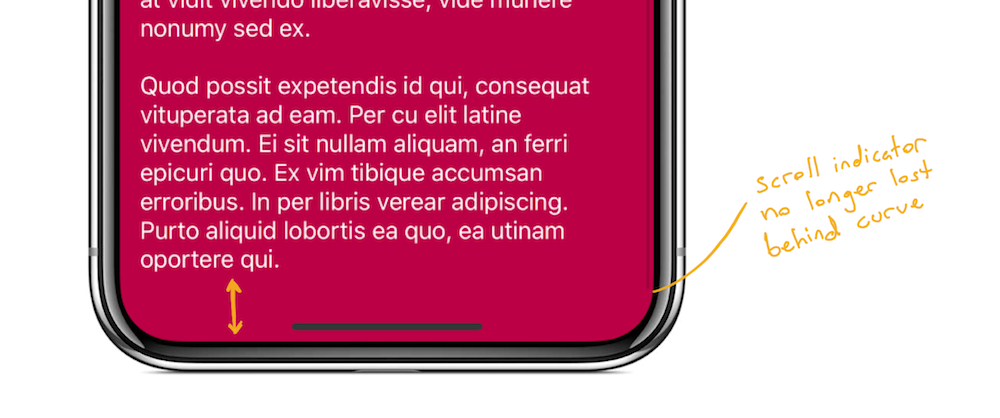 at vidit vivendo liberavisse, vide munere
nonumy sed ex.
Quod possit expetendis id qui, consequat
vituperata ad eam. Per cu elit latine
vivendum. Ei sit nullam aliquam, an ferri
epicuri quo. Ex vim tibique accumsan
erroribus. In per libris verear adipiscing.
Purto aliquid lobortis ea quo, ea utinam
oportere qui.
scroll indicator
no longer lost
behind curve